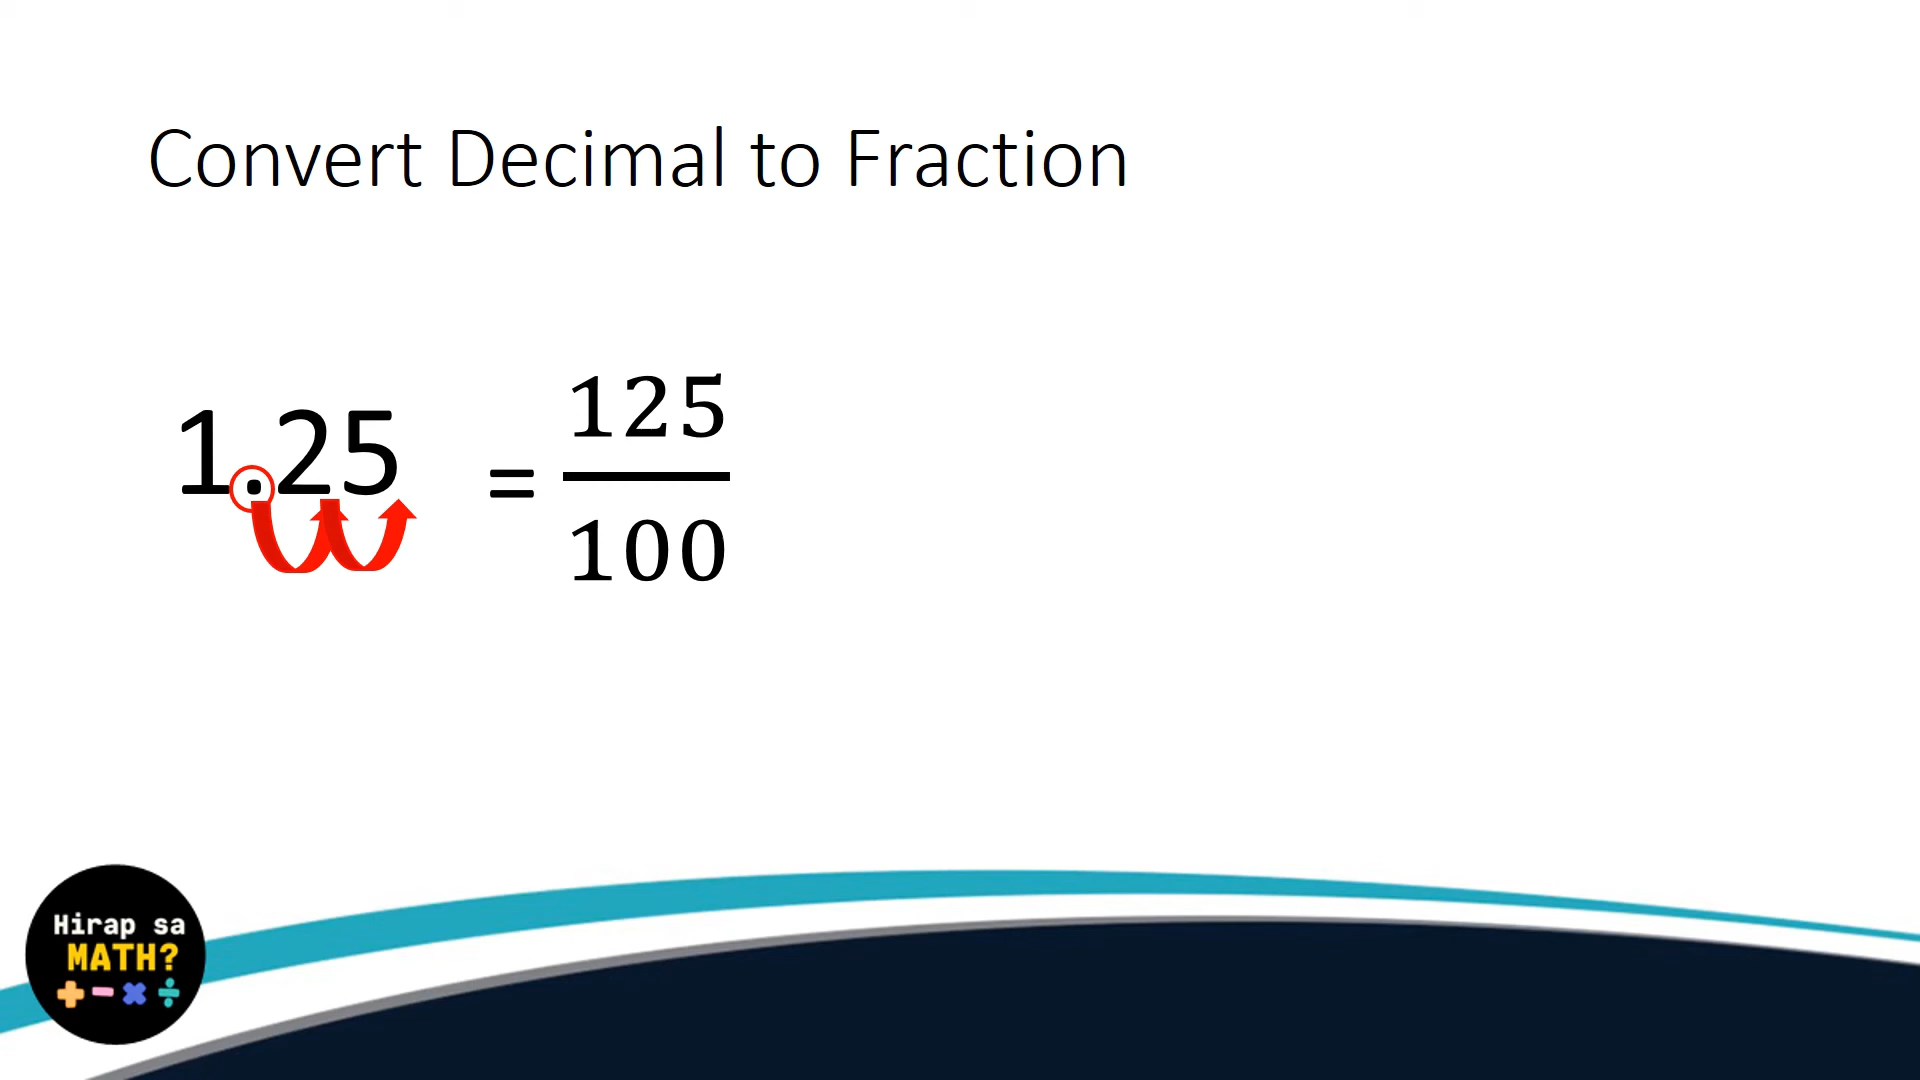 Convert Decimal to Fraction
1.25 = 125/100
Hirap sa
MATH?
+ − × ÷